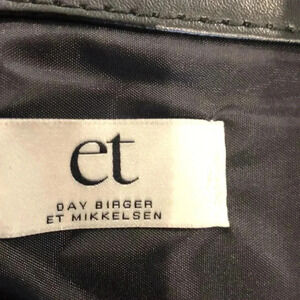 et
DAY BIRGER
ET MIKKELSEN